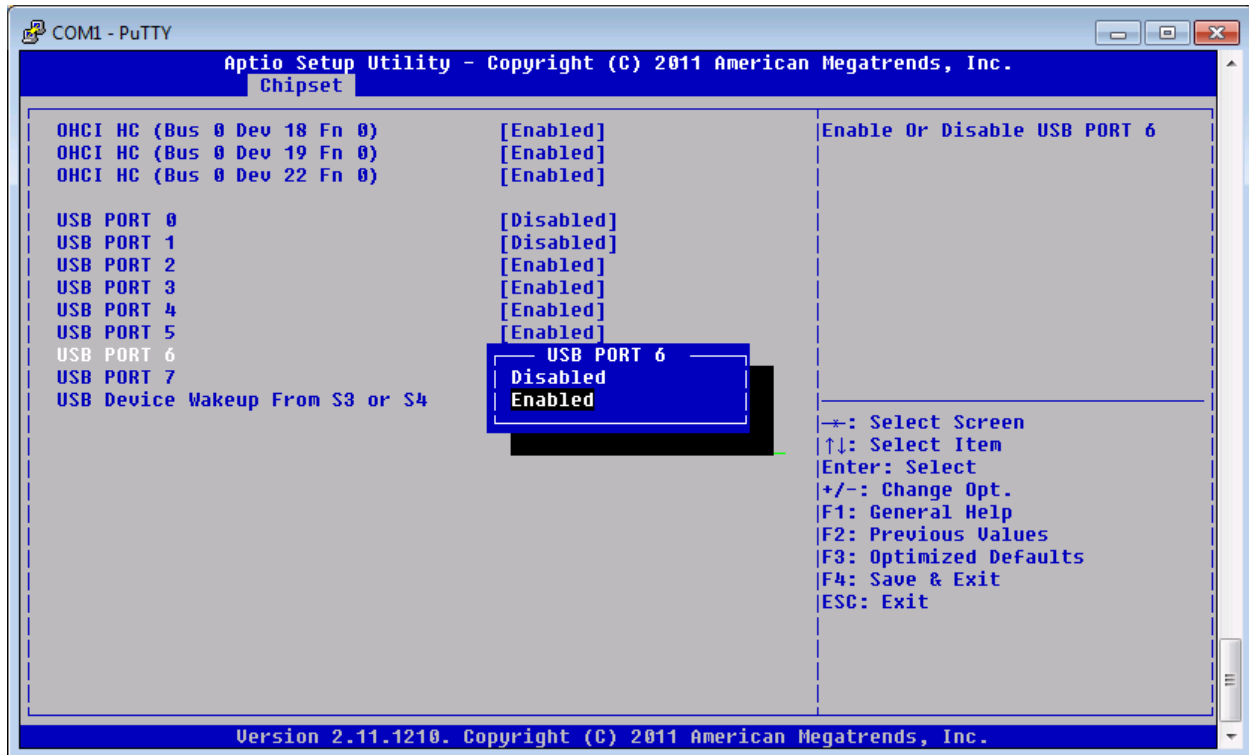 COM1 - PuTTY
Aptio Setup Utility - Copyright (C) 2011 American Megatrends, Inc.
Chipset
OHCI HC (Bus 0 Dev 18 Fn 0) [Enabled] Enable Or Disable USB PORT 6
OHCI HC (Bus 0 Dev 19 Fn 0) [Enabled]
OHCI HC (Bus 0 Dev 22 Fn 0) [Enabled]
USB PORT 0 [Disabled]
USB PORT 1 [Disabled]
USB PORT 2 [Enabled]
USB PORT 3 [Enabled]
USB PORT 4 [Enabled]
USB PORT 5 [Enabled]
USB PORT 6 USB PORT 6
USB PORT 7 Disabled
USB Device Wakeup From S3 or S4 Enabled
→←: Select Screen
↑↓: Select Item
Enter: Select
+/-: Change Opt.
F1: General Help
F2: Previous Values
F3: Optimized Defaults
F4: Save & Exit
ESC: Exit
Version 2.11.1210. Copyright (C) 2011 American Megatrends, Inc.